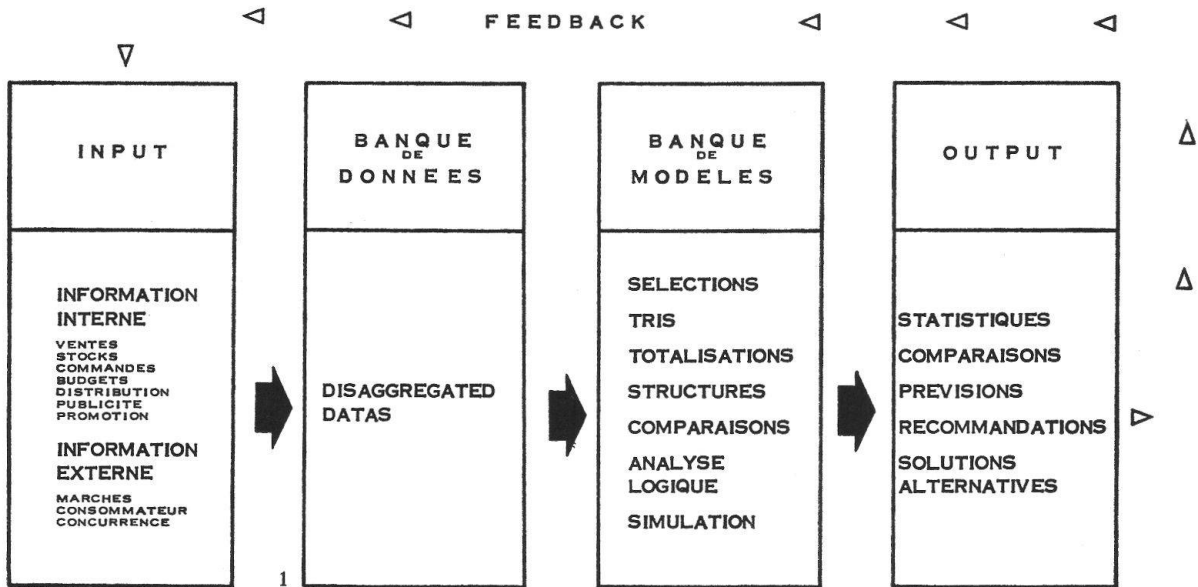 FEEDBACK
INPUT
INFORMATION
INTERNE
VENTES
STOCKS
COMMANDES
BUDGETS
DISTRIBUTION
PUBLICITE
PROMOTION
INFORMATION
EXTERNE
MARCHES
CONSOMMATEUR
CONCURRENCE
BANQUE
DE
DONNEES
DISAGGREGATED
DATAS
BANQUE
DE
MODELES
SELECTIONS
TRIS
TOTALISATIONS
STRUCTURES
COMPARAISONS
ANALYSE
LOGIQUE
SIMULATION
OUTPUT
STATISTIQUES
COMPARAISONS
PREVISIONS
RECOMMANDATIONS
SOLUTIONS
ALTERNATIVES
1